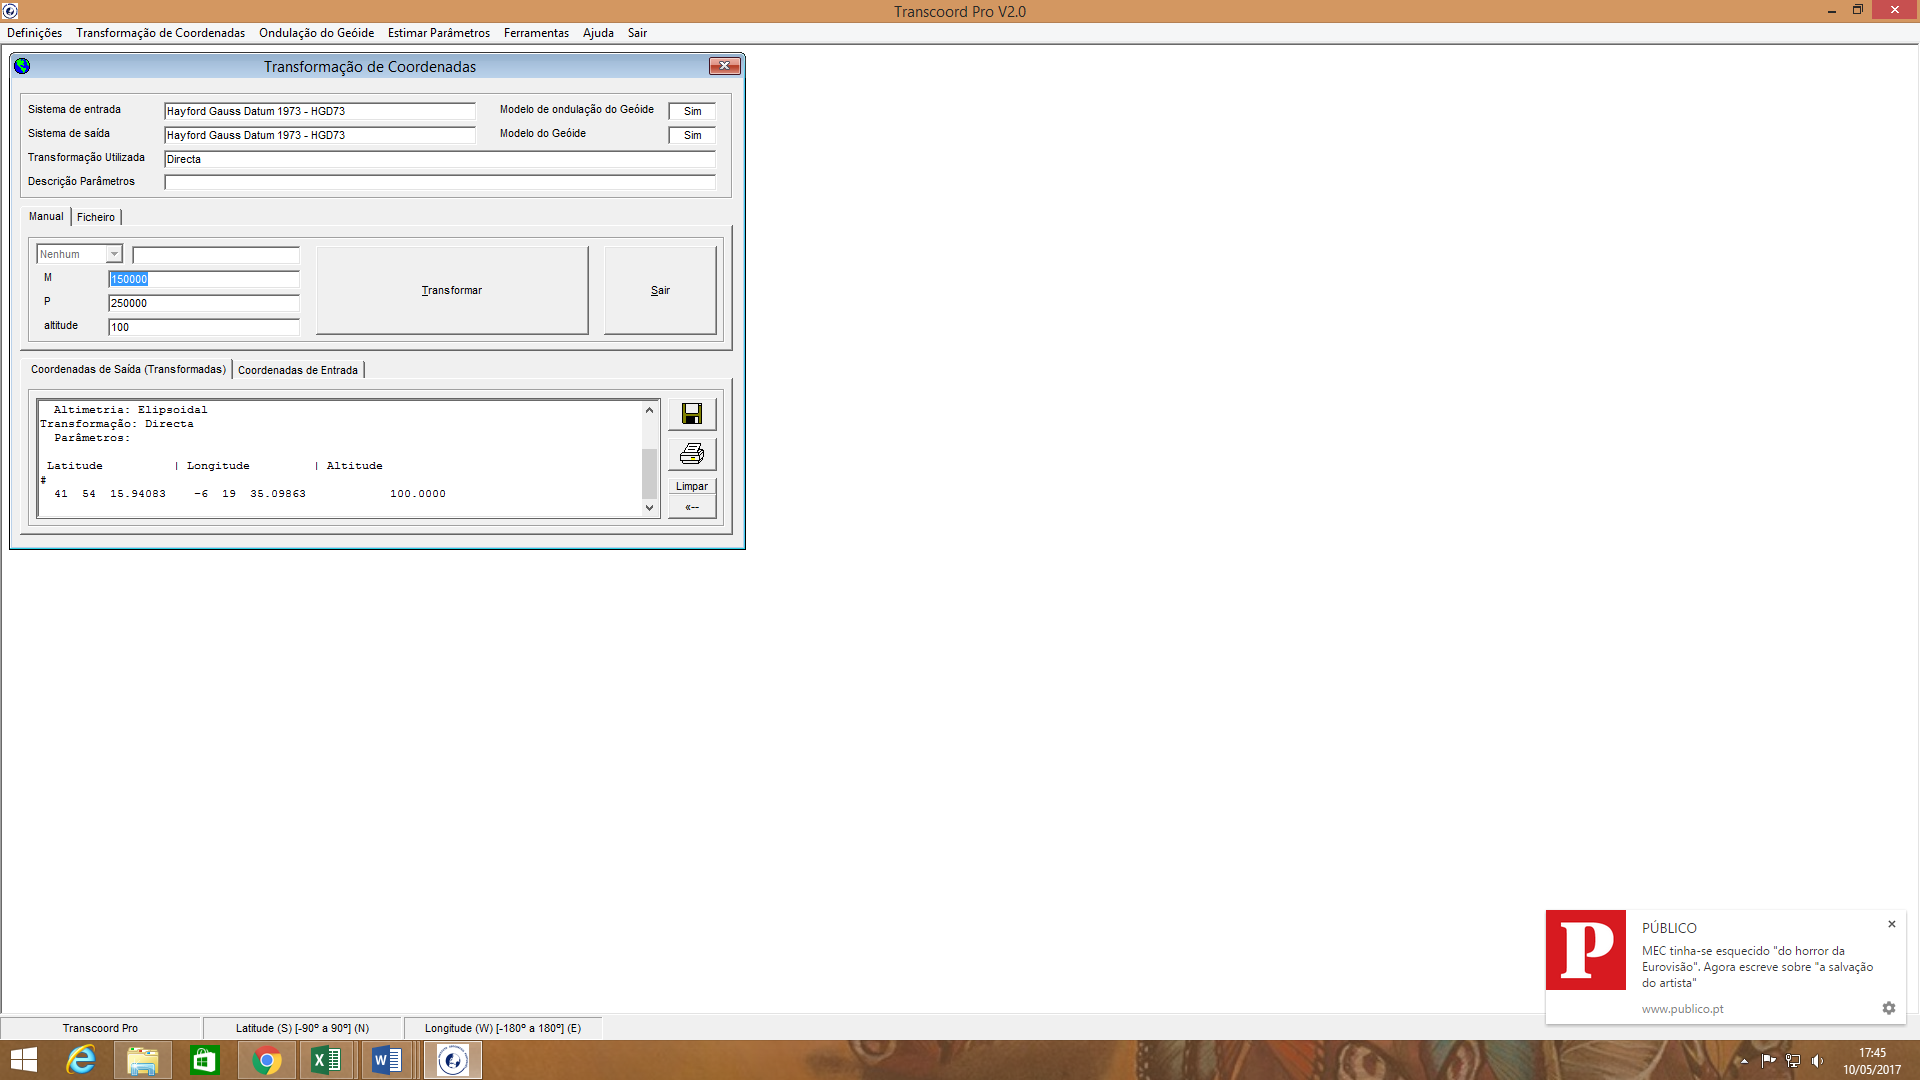 Transcoord Pro V2.0
Definições Transformação de Coordenadas Ondulação do Geóide Estimar Parâmetros Ferramentas Ajuda Sair
Transformação de Coordenadas
Sistema de entrada Hayford Gauss Datum 1973 - HGD73 Modelo de ondulação do Geóide Sim
Sistema de saída Hayford Gauss Datum 1973 - HGD73 Modelo do Geóide Sim
Transformação Utilizada Directa
Descrição Parâmetros
Manual Ficheiro
Nenhum
M 150000
P 250000
altitude 100
Transformar
Sair
Coordenadas de Saída (Transformadas) Coordenadas de Entrada
Altimetria: Elipsoidal
Transformação: Directa
Parâmetros:
Latitude | Longitude | Altitude
#
41 54 15.94083 -6 19 35.09863 100.0000
Limpar
«--
P
PÚBLICO
MEC tinha-se esquecido "do horror da
Eurovisão". Agora escreve sobre "a salvação
do artista"
www.publico.pt
Transcoord Pro Latitude (S) [-90º a 90º] (N) Longitude (W) [-180º a 180º] (E)
17:45
10/05/2017